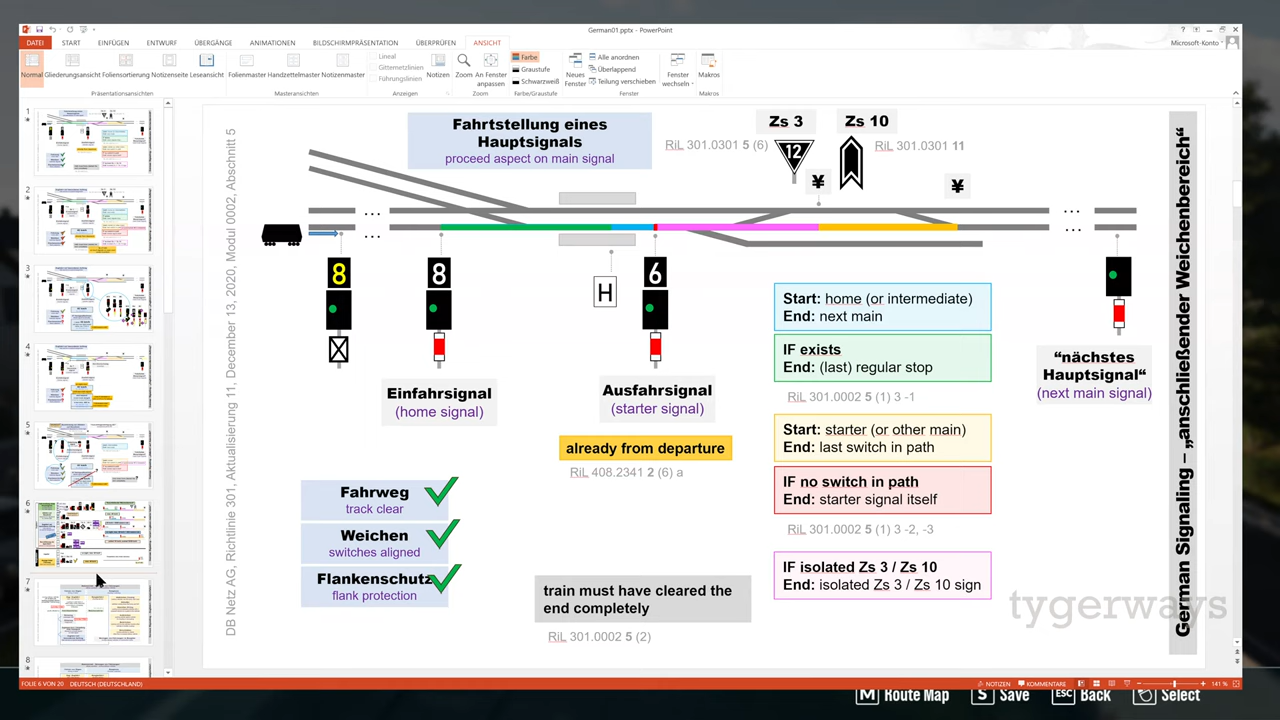 German01.pptx - PowerPoint
DATEI START EINFÜGEN ENTWURF ÜBERGÄNGE ANIMATIONEN BILDSCHIRMPRÄSENTATION ÜBERPRÜFEN ANSICHT
Microsoft-Konto
Normal Gliederungsansicht Foliensortierung Notizenseite Leseansicht
Präsentationsansichten
Folienmaster Handzettelmaster Notizenmaster
Masteransichten
Lineal
Gitternetzlinien
Führungslinien
Anzeigen
Notizen
Zoom An Fenster anpassen
Zoom
Farbe
Graustufe
Schwarzweiß
Farbe/Graustufe
Neues Fenster
Alle anordnen
Überlappend
Teilung verschieben
Fenster wechseln
Fenster
Makros
Makros
1
2
3
4
5
6
7
8
DB Netz AG, Richtlinie 301, Aktualisierung 11, December 13, 2020, Modul 0002, Abschnitt 5
Fahrtstellung eines
Hauptsignals
proceed aspect on main signal
RiL 301.0301 5 (6)
Zs 3
12
Zs 10
RiL 301.0301 11
¥
¥
...
...
...
...
8
8
H
6
Einfahrsignal
(home signal)
Ausfahrsignal
(starter signal)
already from departure
RiL 408.2341 2 (6) a
Fahrweg
track clear
Weichen
switches aligned
Flankenschutz
flank protection
train must have cleared the
end completely
RiL 301.0002 5 (2)
Start: home (or intermediate)
End: next main
IF exists
End: (last) regular stop
RiL 301.0002 5 (1) 3 -1
Start: starter (or other main)
End: last switch in path
IF no switch in path
End: starter signal itself
RiL 301.0002 5 (1) 3 -2, -3
IF isolated Zs 3 / Zs 10
End: isolated Zs 3 / Zs 10 sign
“nächstes
Hauptsignal“
(next main signal)
German Signaling – „anschließender Weichenbereich“
tygerways
FOLIE 6 VON 20 DEUTSCH (DEUTSCHLAND)
NOTIZEN KOMMENTARE 141 %
M Route Map S Save ESC Back Select